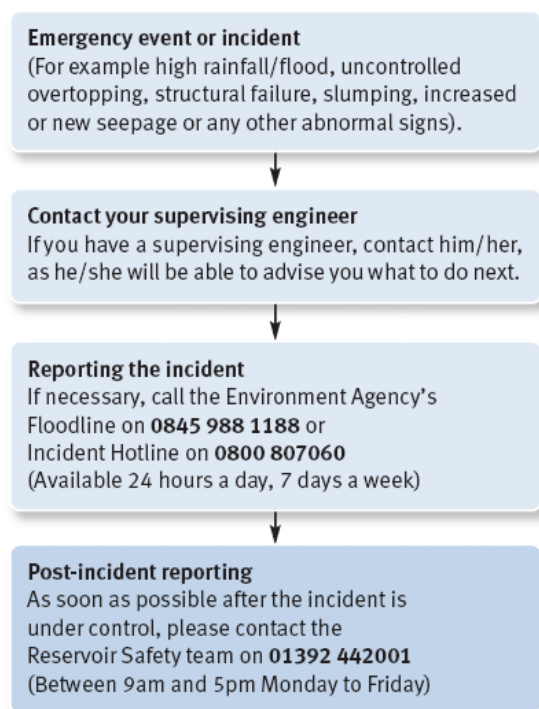 Emergency event or incident
(For example high rainfall/flood, uncontrolled
overtopping, structural failure, slumping, increased
or new seepage or any other abnormal signs).
Contact your supervising engineer
If you have a supervising engineer, contact him/her,
as he/she will be able to advise you what to do next.
Reporting the incident
If necessary, call the Environment Agency’s
Floodline on 0845 988 1188 or
Incident Hotline on 0800 807060
(Available 24 hours a day, 7 days a week)
Post-incident reporting
As soon as possible after the incident is
under control, please contact the
Reservoir Safety team on 01392 442001
(Between 9am and 5pm Monday to Friday)